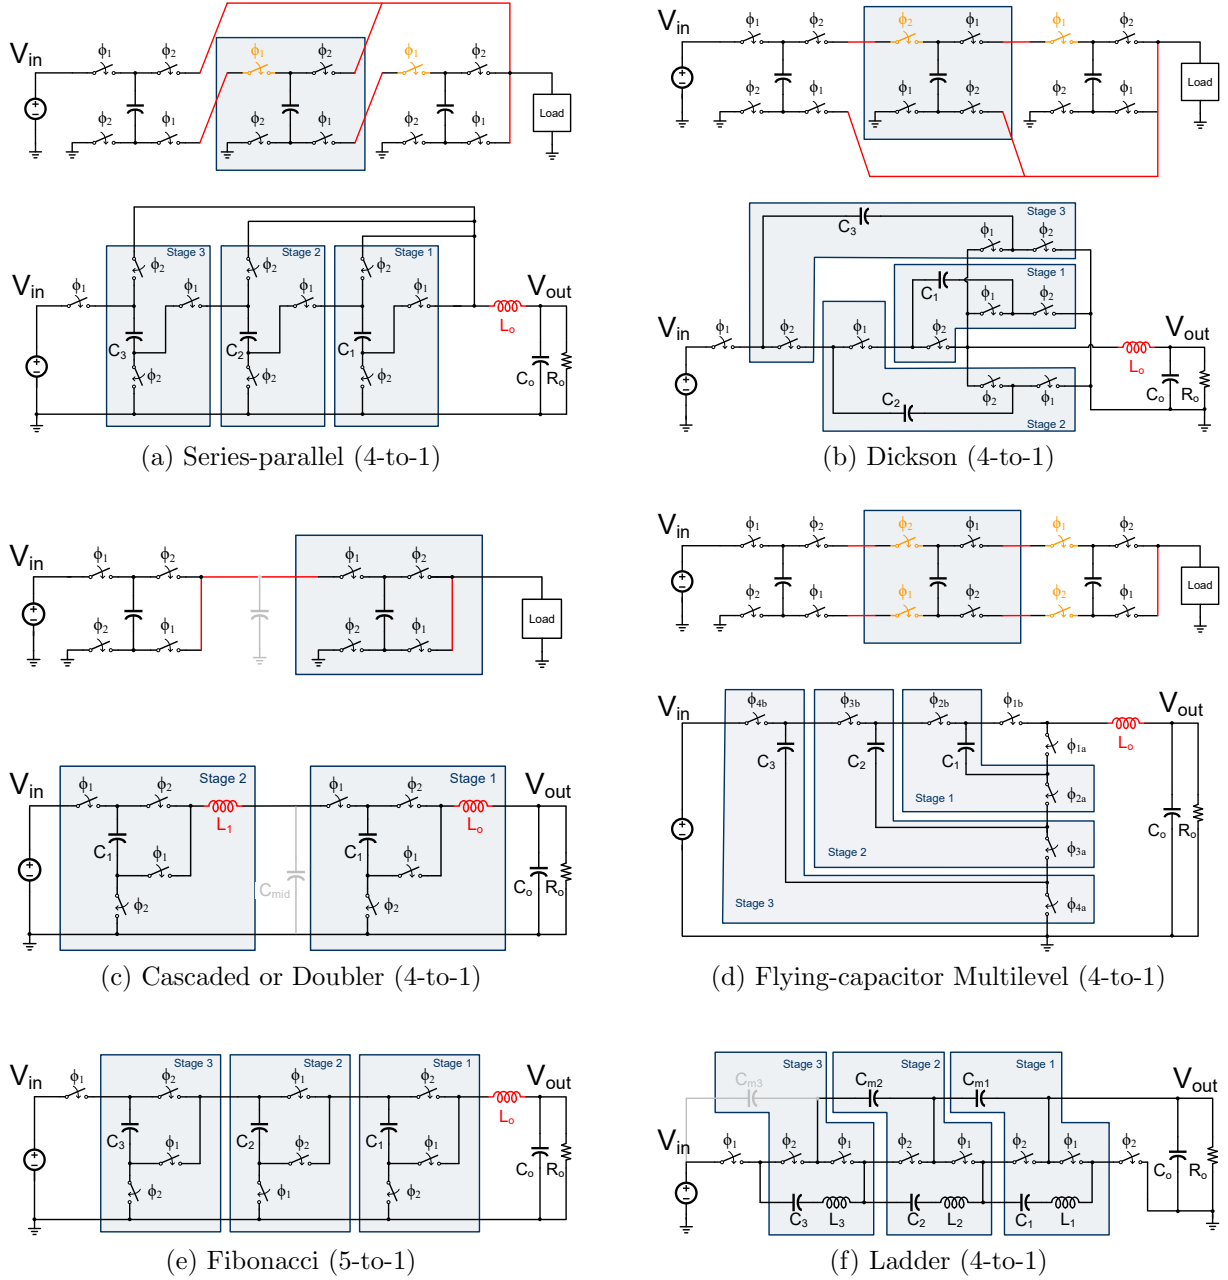 ϕ1 ϕ2 ϕ1 ϕ2 ϕ1 ϕ2
Vin
Load
ϕ2 ϕ1 ϕ2 ϕ1 ϕ2 ϕ1
Stage 3 Stage 2 Stage 1
ϕ2 ϕ2 ϕ2
Vin ϕ1 ϕ1 ϕ1 ϕ1 Vout
Lo
C3 C2 C1
ϕ2 ϕ2 ϕ2 Co Ro
(a) Series-parallel (4-to-1)
Vin ϕ1 ϕ2 ϕ2 ϕ1 ϕ1 ϕ2
Load
ϕ2 ϕ1 ϕ1 ϕ2 ϕ2 ϕ1
Stage 3
C3 ϕ1 ϕ2
Stage 1
C1 ϕ1 ϕ2
Vin ϕ1 ϕ2 ϕ1 ϕ2 Vout
Lo
Co Ro
C2 ϕ2 ϕ1
Stage 2
(b) Dickson (4-to-1)
Vin ϕ1 ϕ2 ϕ1 ϕ2
Load
ϕ2 ϕ1 ϕ2 ϕ1
Stage 2 Stage 1
Vin ϕ1 ϕ2 ϕ1 ϕ2 Vout
L1 Lo
C1 ϕ1 C1 ϕ1
Cmid Co Ro
ϕ2 ϕ2
(c) Cascaded or Doubler (4-to-1)
Vin ϕ1 ϕ2 ϕ2 ϕ1 ϕ1 ϕ2
Load
ϕ2 ϕ1 ϕ1 ϕ2 ϕ2 ϕ1
Vin ϕ4b ϕ3b ϕ2b ϕ1b Vout
Lo
C3 C2 C1 ϕ1a
Stage 1 ϕ2a
Co Ro
Stage 2 ϕ3a
Stage 3 ϕ4a
(d) Flying-capacitor Multilevel (4-to-1)
Stage 3 Stage 2 Stage 1
Vin ϕ1 ϕ2 ϕ1 ϕ2 Vout
Lo
C3 ϕ1 C2 ϕ2 C1 ϕ1
Co Ro
ϕ2 ϕ1 ϕ2
(e) Fibonacci (5-to-1)
Stage 3 Stage 2 Stage 1
Cm3 Cm2 Cm1 Vout
Vin ϕ1 ϕ2 ϕ1 ϕ2 ϕ1 ϕ2 ϕ1 ϕ2
Co Ro
C3 L3 C2 L2 C1 L1
(f) Ladder (4-to-1)